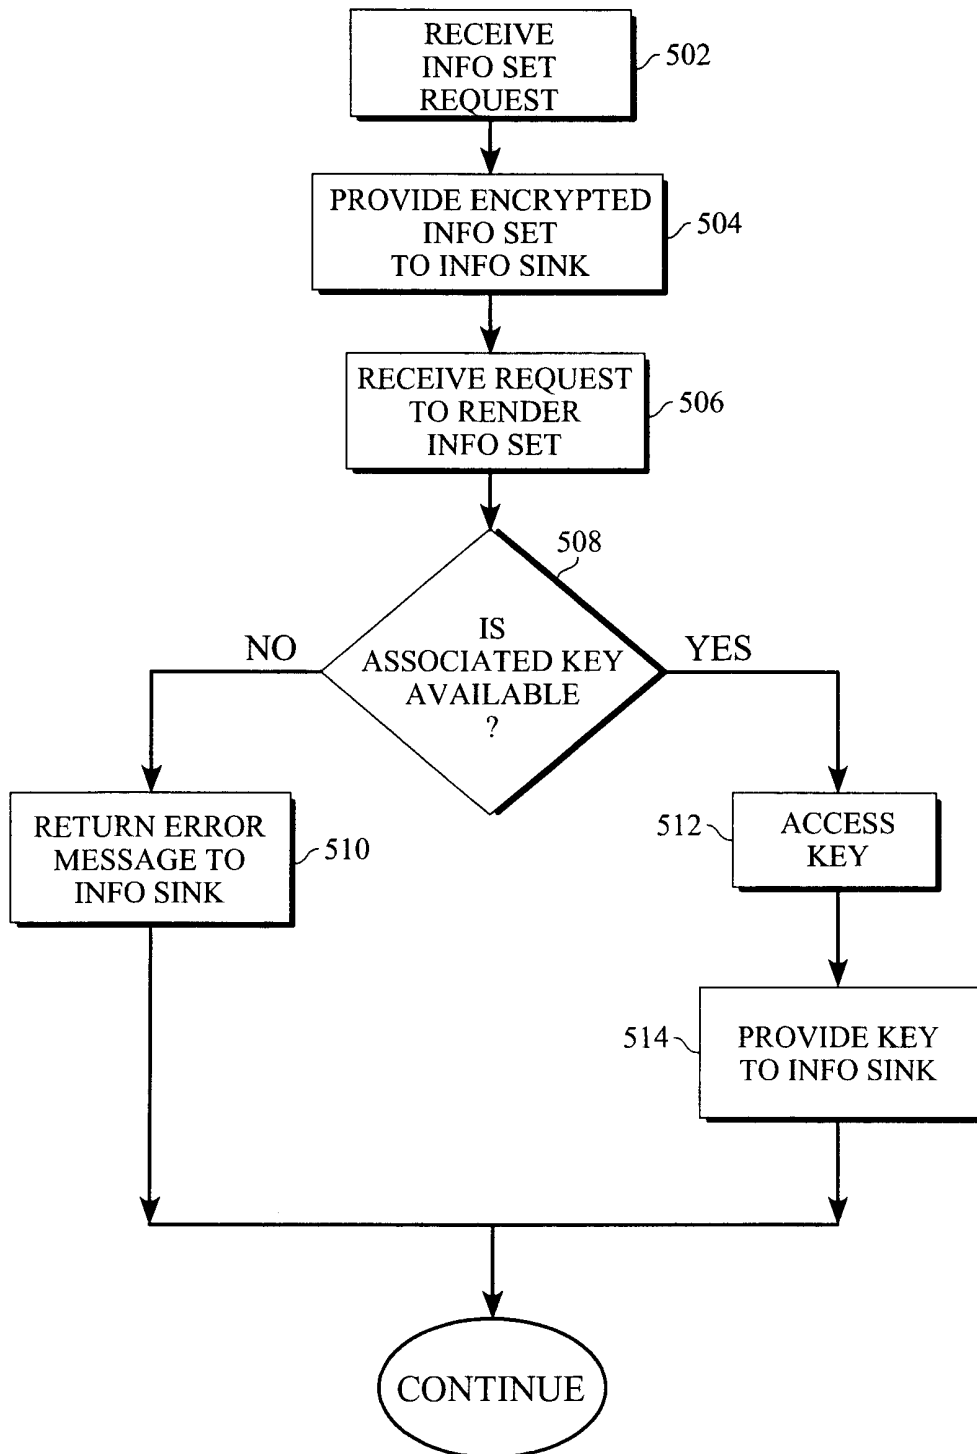 RECEIVE
INFO SET
REQUEST
502
PROVIDE ENCRYPTED
INFO SET
TO INFO SINK
504
RECEIVE REQUEST
TO RENDER
INFO SET
506
508
IS
ASSOCIATED KEY
AVAILABLE
?
NO
YES
RETURN ERROR
MESSAGE TO
INFO SINK
510
512
ACCESS
KEY
514
PROVIDE KEY
TO INFO SINK
CONTINUE